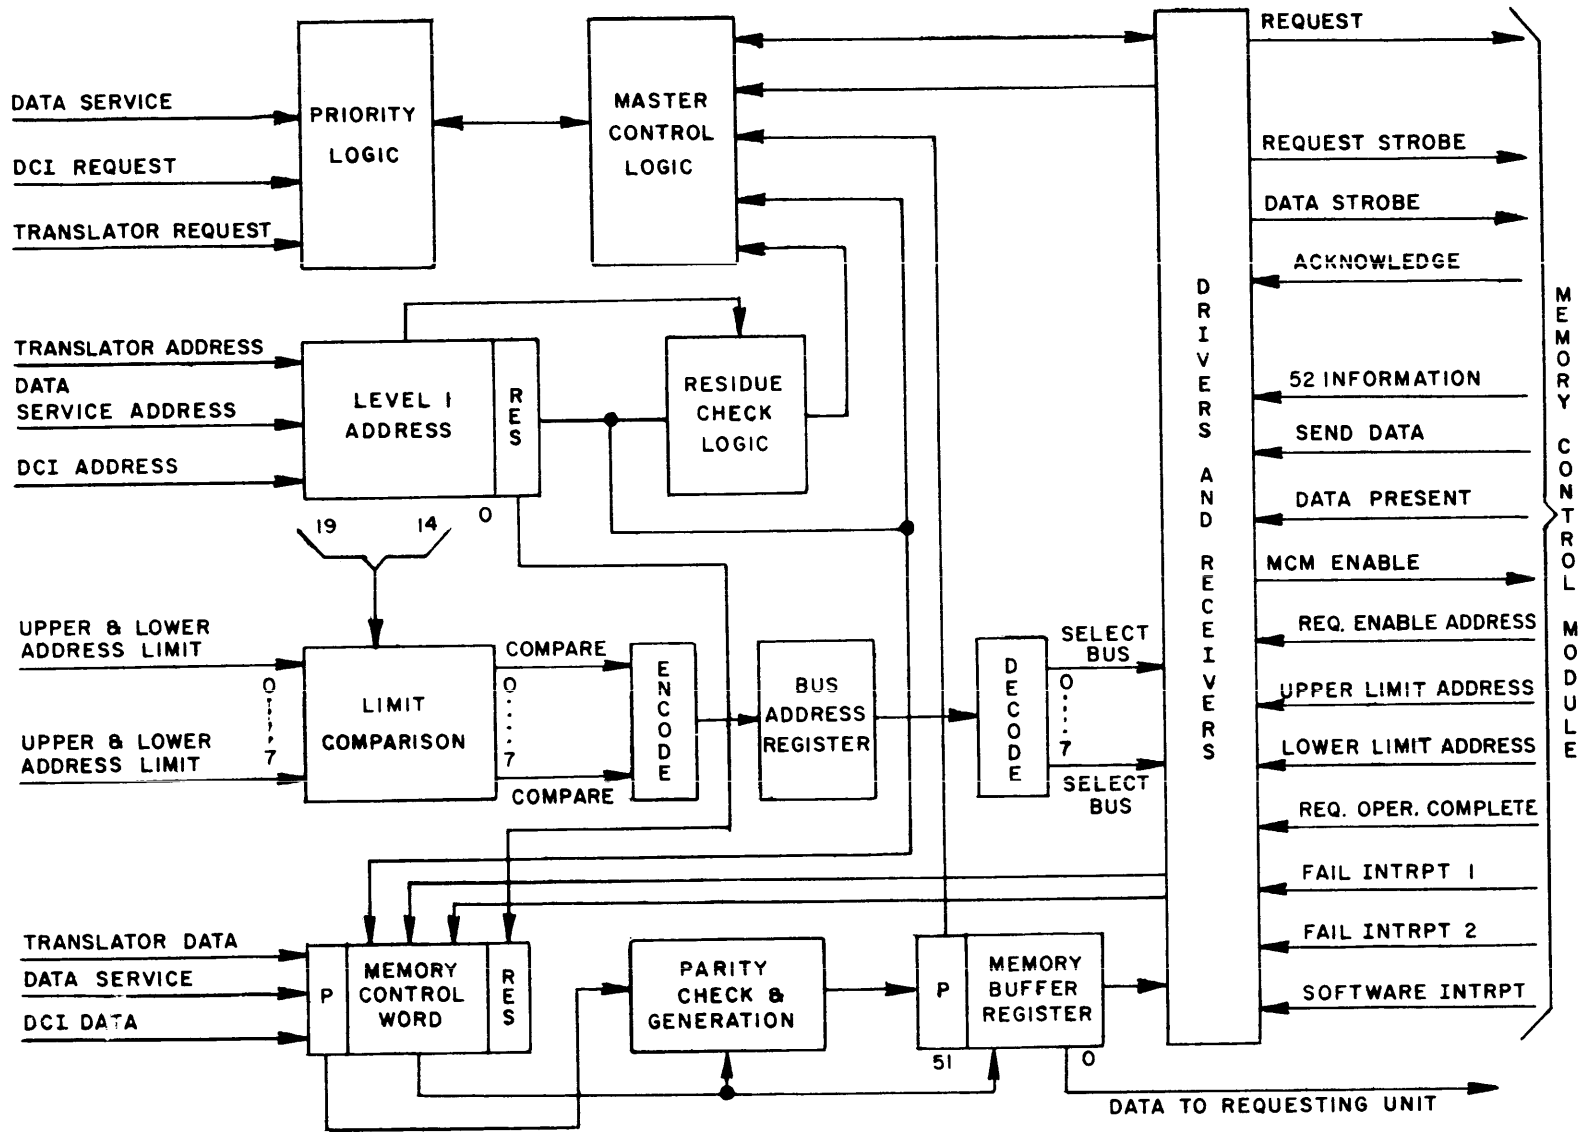 REQUEST
DATA SERVICE
PRIORITY
LOGIC
MASTER
CONTROL
LOGIC
DCI REQUEST
REQUEST STROBE
TRANSLATOR REQUEST
DATA STROBE
ACKNOWLEDGE
DRIVERS AND RECEIVERS
MEMORY CONTROL MODULE
TRANSLATOR ADDRESS
DATA
SERVICE ADDRESS
DCI ADDRESS
LEVEL 1
ADDRESS
RES
RESIDUE
CHECK
LOGIC
52 INFORMATION
SEND DATA
DATA PRESENT
MCM ENABLE
19
14
0
UPPER & LOWER
ADDRESS LIMIT
0
7
UPPER & LOWER
ADDRESS LIMIT
LIMIT
COMPARISON
COMPARE
0
7
COMPARE
ENCODE
BUS
ADDRESS
REGISTER
DECODE
SELECT
BUS
0
7
SELECT
BUS
REQ. ENABLE ADDRESS
UPPER LIMIT ADDRESS
LOWER LIMIT ADDRESS
REQ. OPER. COMPLETE
FAIL INTRPT 1
FAIL INTRPT 2
SOFTWARE INTRPT
TRANSLATOR DATA
DATA SERVICE
DCI DATA
P
MEMORY
CONTROL
WORD
RES
PARITY
CHECK &
GENERATION
P
MEMORY
BUFFER
REGISTER
51
0
DATA TO REQUESTING UNIT